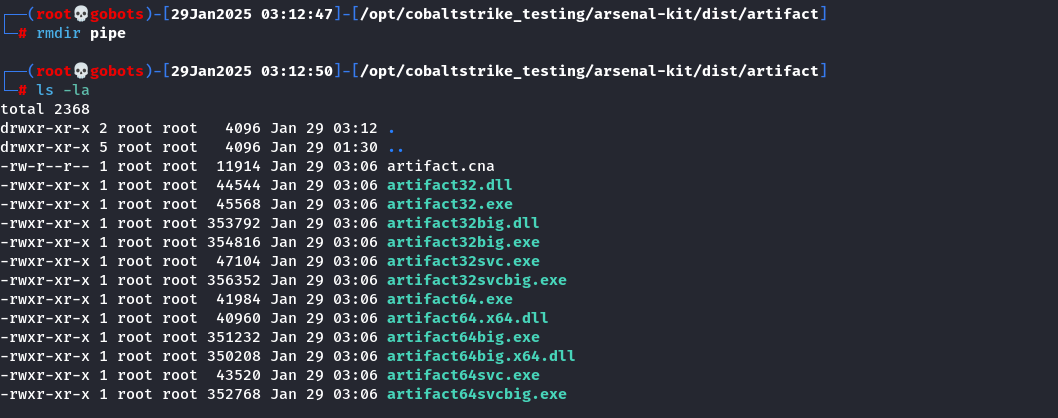 ┌──(root💀gobots)-[29Jan2025 03:12:47]-[/opt/cobaltstrike_testing/arsenal-kit/dist/artifact]
└─# rmdir pipe
┌──(root💀gobots)-[29Jan2025 03:12:50]-[/opt/cobaltstrike_testing/arsenal-kit/dist/artifact]
└─# ls -la
total 2368
drwxr-xr-x 2 root root   4096 Jan 29 03:12 .
drwxr-xr-x 5 root root   4096 Jan 29 01:30 ..
-rw-r--r-- 1 root root  11914 Jan 29 03:06 artifact.cna
-rwxr-xr-x 1 root root  44544 Jan 29 03:06 artifact32.dll
-rwxr-xr-x 1 root root  45568 Jan 29 03:06 artifact32.exe
-rwxr-xr-x 1 root root 353792 Jan 29 03:06 artifact32big.dll
-rwxr-xr-x 1 root root 354816 Jan 29 03:06 artifact32big.exe
-rwxr-xr-x 1 root root  47104 Jan 29 03:06 artifact32svc.exe
-rwxr-xr-x 1 root root 356352 Jan 29 03:06 artifact32svcbig.exe
-rwxr-xr-x 1 root root  41984 Jan 29 03:06 artifact64.exe
-rwxr-xr-x 1 root root  40960 Jan 29 03:06 artifact64.x64.dll
-rwxr-xr-x 1 root root 351232 Jan 29 03:06 artifact64big.exe
-rwxr-xr-x 1 root root 350208 Jan 29 03:06 artifact64big.x64.dll
-rwxr-xr-x 1 root root  43520 Jan 29 03:06 artifact64svc.exe
-rwxr-xr-x 1 root root 352768 Jan 29 03:06 artifact64svcbig.exe